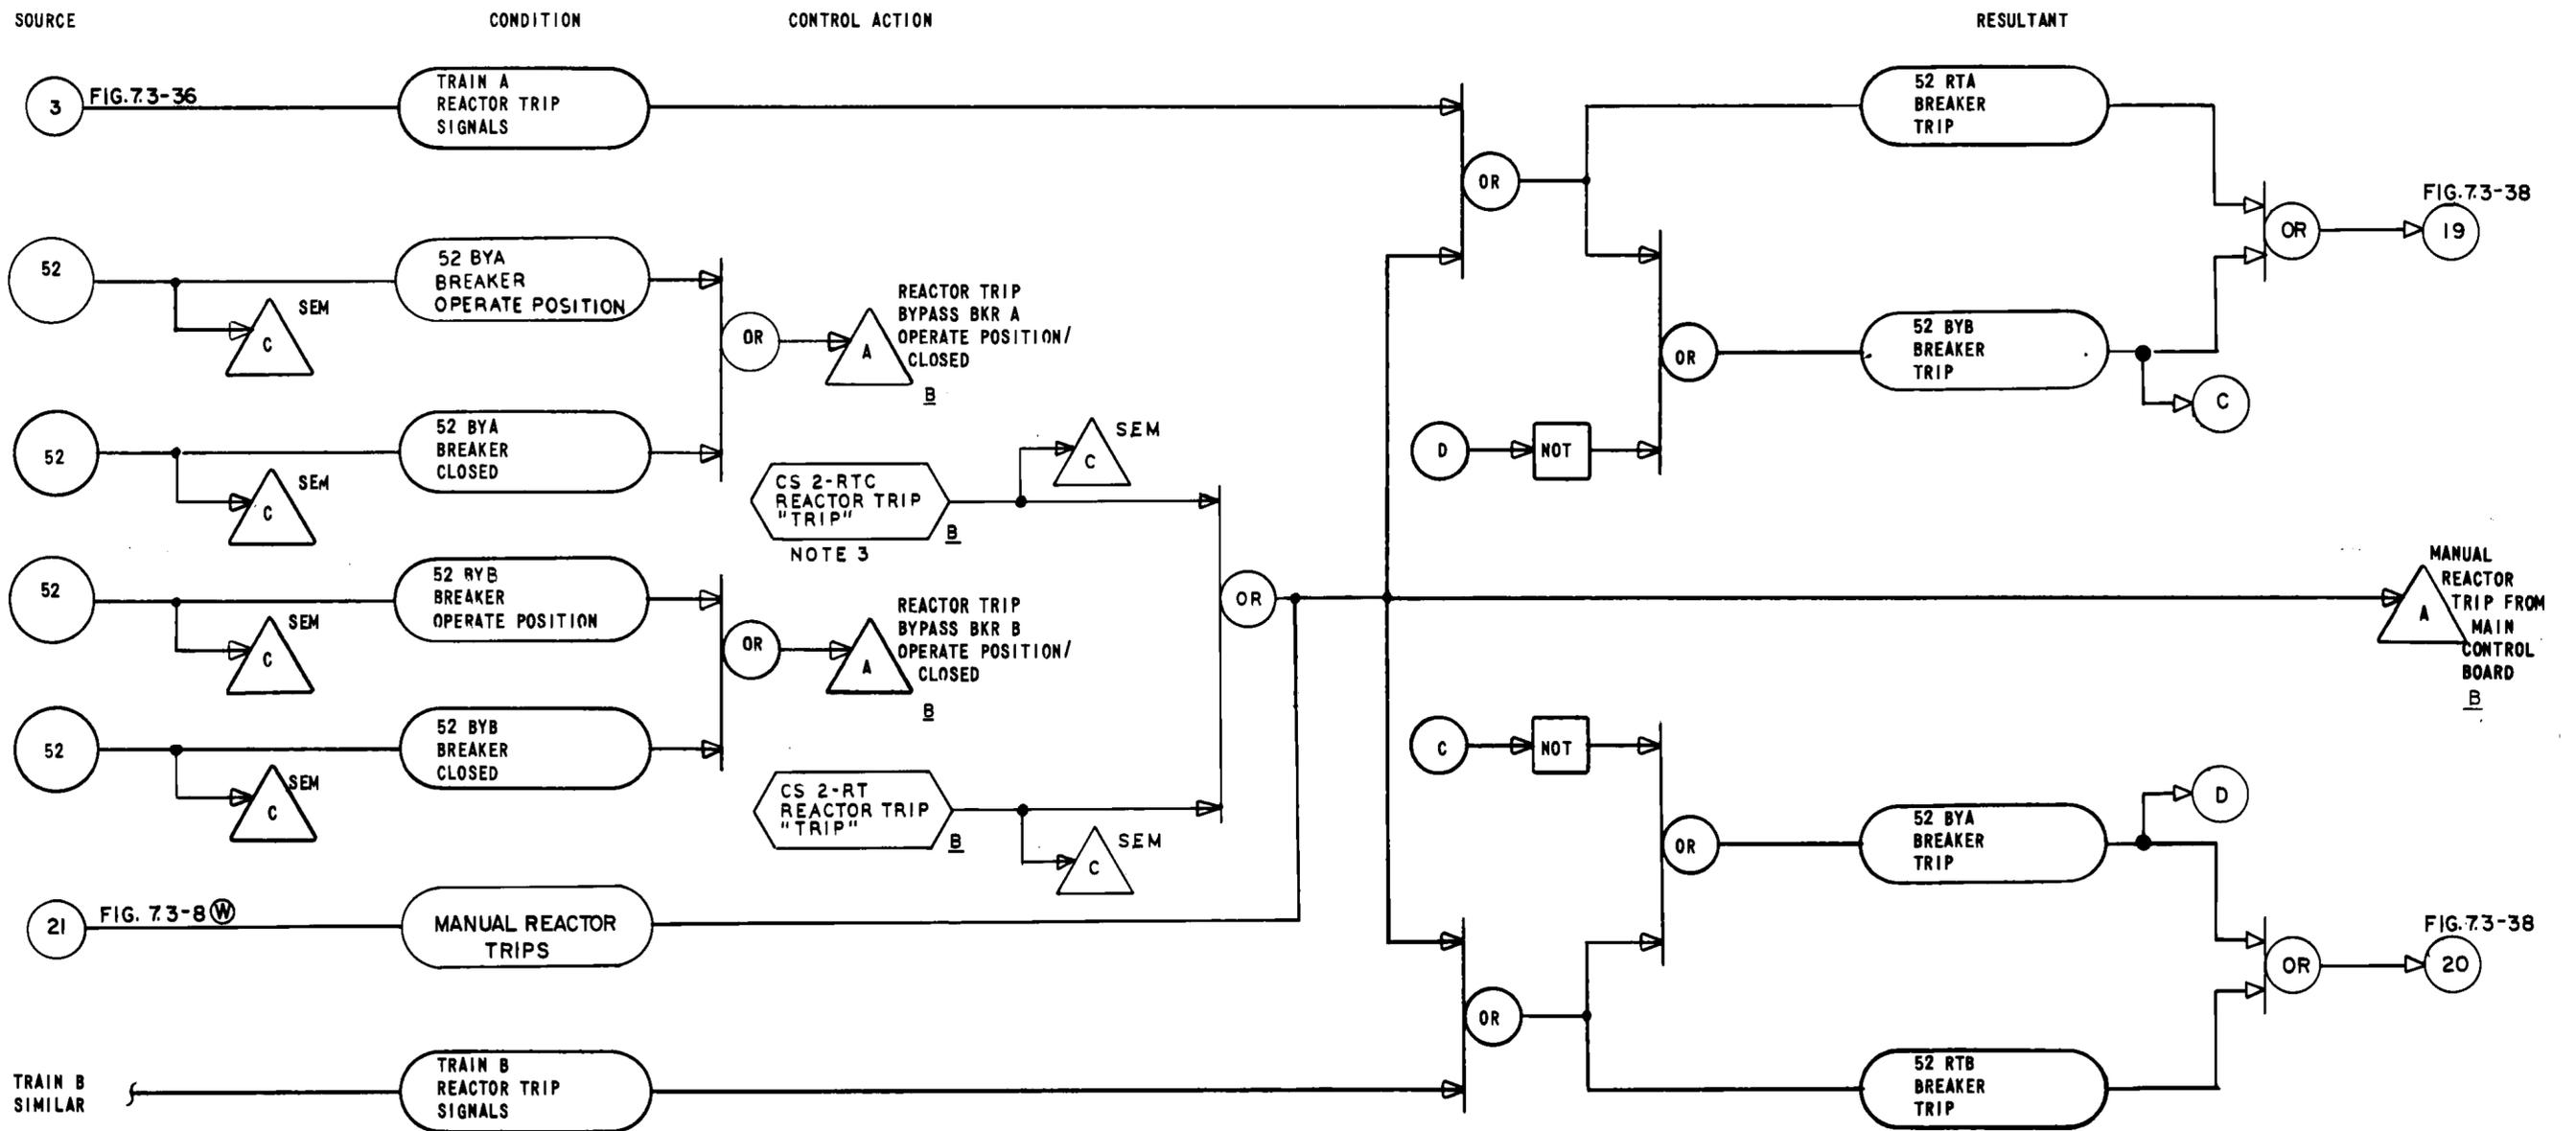 SOURCE
CONDITION
CONTROL ACTION
RESULTANT
3
FIG.7.3-36
TRAIN A
REACTOR TRIP
SIGNALS
OR
52 RTA
BREAKER
TRIP
OR
FIG.7.3-38
19
52
SEM
C
52 BYA
BREAKER
OPERATE POSITION
OR
A
REACTOR TRIP
BYPASS BKR A
OPERATE POSITION/
CLOSED
B
52
SEM
C
52 BYA
BREAKER
CLOSED
OR
52 BYB
BREAKER
TRIP
C
D
NOT
CS 2-RTC
REACTOR TRIP
"TRIP"
B
NOTE 3
SEM
C
52
SEM
C
52 BYB
BREAKER
OPERATE POSITION
OR
A
REACTOR TRIP
BYPASS BKR B
OPERATE POSITION/
CLOSED
B
OR
MANUAL
REACTOR
TRIP FROM
MAIN
CONTROL
BOARD
A
B
52
SEM
C
52 BYB
BREAKER
CLOSED
CS 2-RT
REACTOR TRIP
"TRIP"
B
SEM
C
C
NOT
OR
52 BYA
BREAKER
TRIP
D
21
FIG. 7.3-8 W
MANUAL REACTOR
TRIPS
OR
FIG.7.3-38
20
OR
TRAIN B
SIMILAR
TRAIN B
REACTOR TRIP
SIGNALS
52 RTB
BREAKER
TRIP